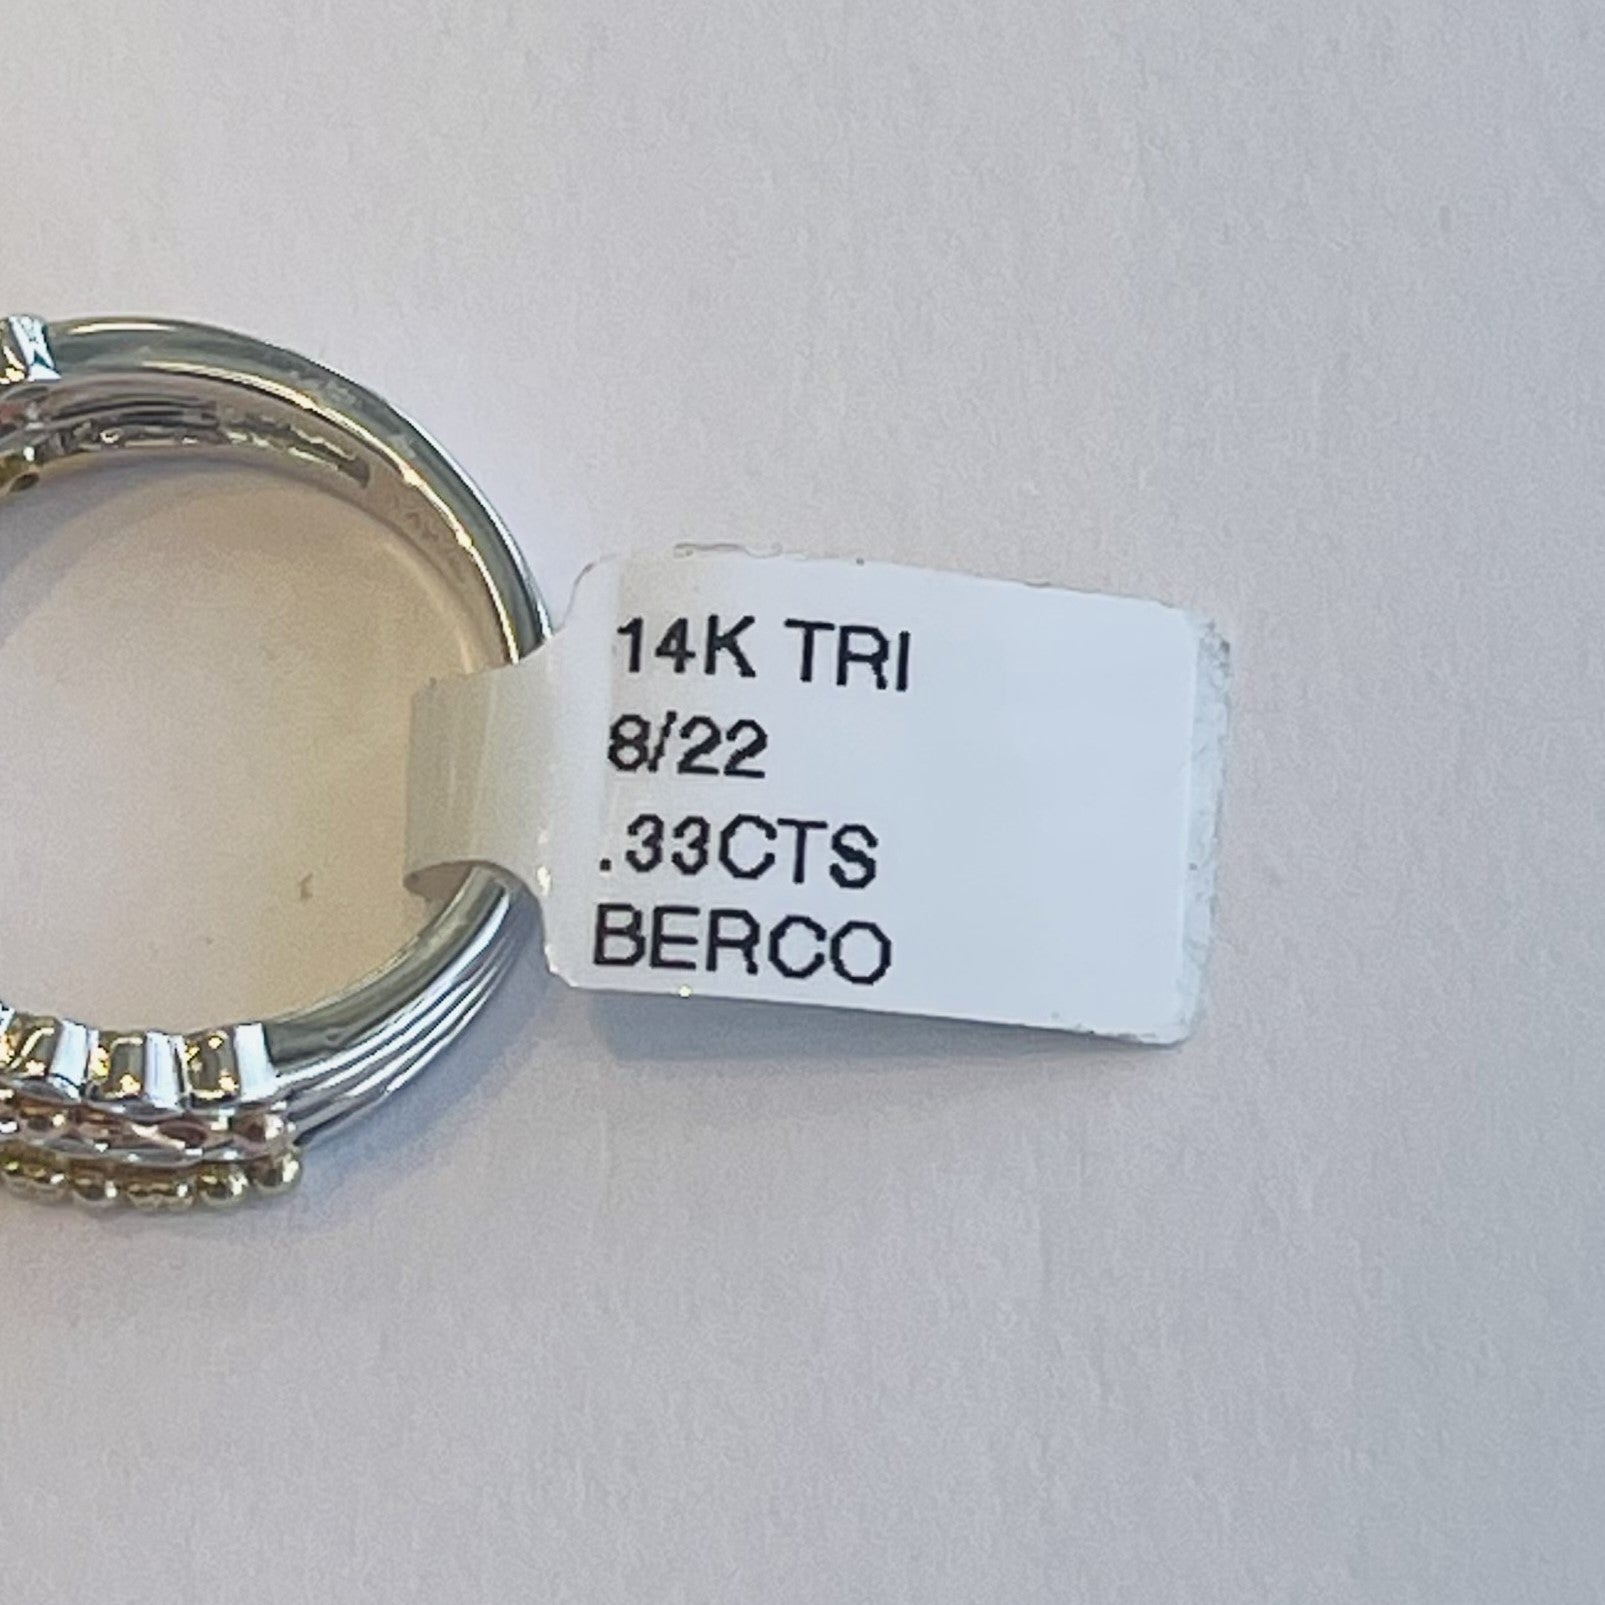 14K TRI
8/22
.33CTS
BERCO